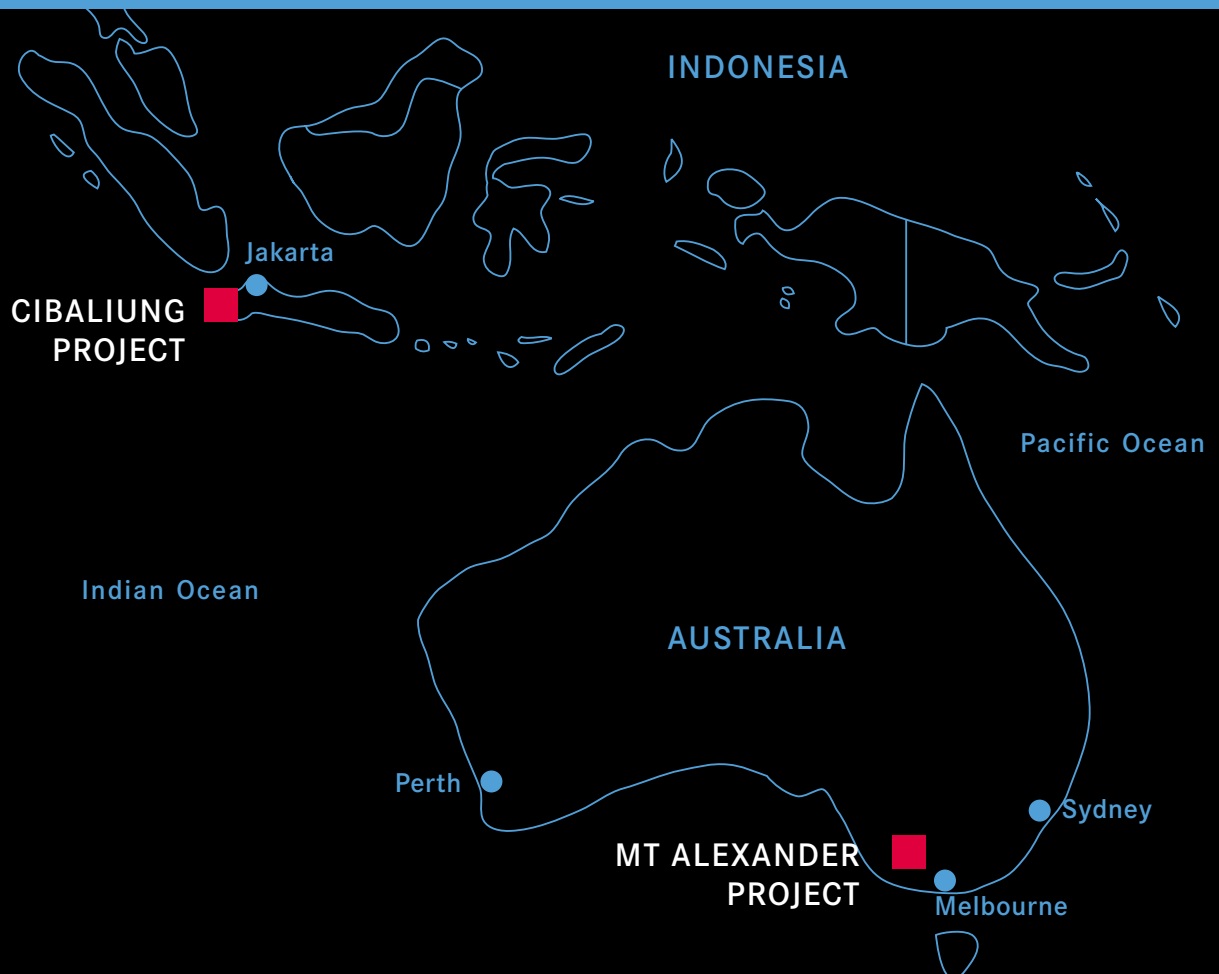 INDONESIA
Jakarta
CIBALIUNG
PROJECT
Pacific Ocean
Indian Ocean
AUSTRALIA
Perth
Sydney
MT ALEXANDER
PROJECT
Melbourne